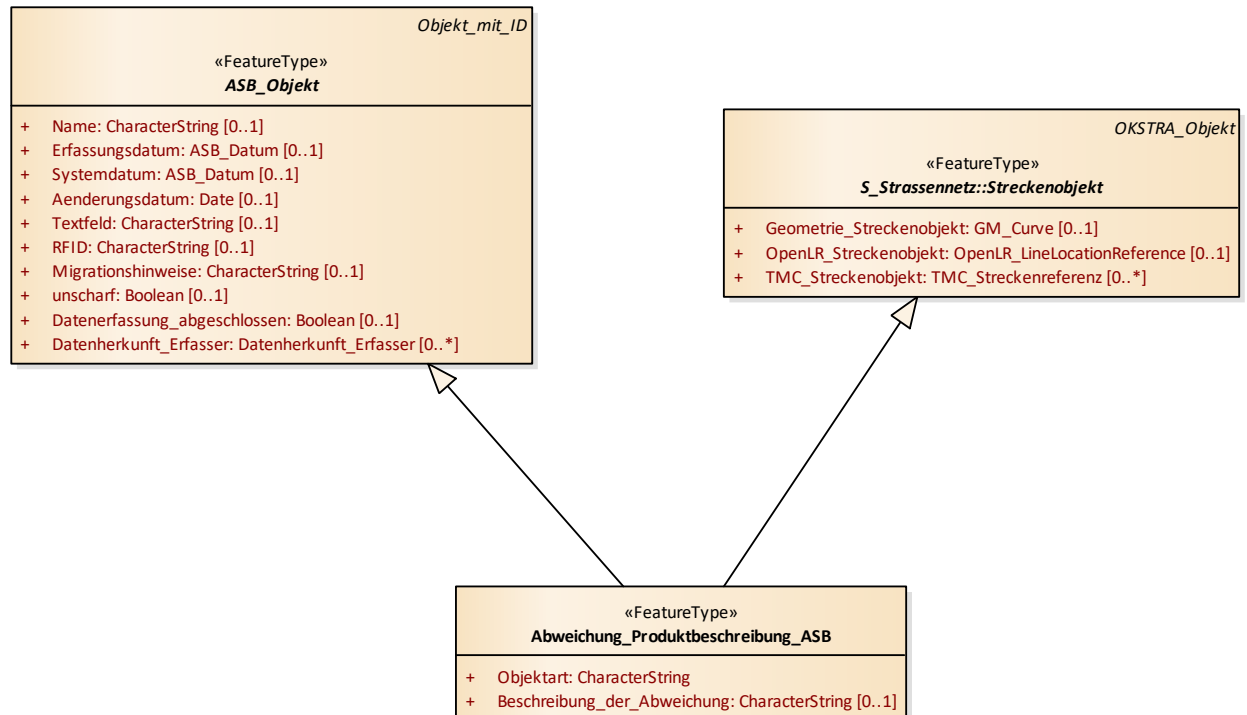 Objekt_mit_ID
«FeatureType»
ASB_Objekt
+ Name: CharacterString [0..1]
+ Erfassungsdatum: ASB_Datum [0..1]
+ Systemdatum: ASB_Datum [0..1]
+ Aenderungsdatum: Date [0..1]
+ Textfeld: CharacterString [0..1]
+ RFID: CharacterString [0..1]
+ Migrationshinweise: CharacterString [0..1]
+ unscharf: Boolean [0..1]
+ Datenerfassung_abgeschlossen: Boolean [0..1]
+ Datenherkunft_Erfasser: Datenherkunft_Erfasser [0..*]
OKSTRA_Objekt
«FeatureType»
S_Strassennetz::Streckenobjekt
+ Geometrie_Streckenobjekt: GM_Curve [0..1]
+ OpenLR_Streckenobjekt: OpenLR_LineLocationReference [0..1]
+ TMC_Streckenobjekt: TMC_Streckenreferenz [0..*]
«FeatureType»
Abweichung_Produktbeschreibung_ASB
+ Objektart: CharacterString
+ Beschreibung_der_Abweichung: CharacterString [0..1]